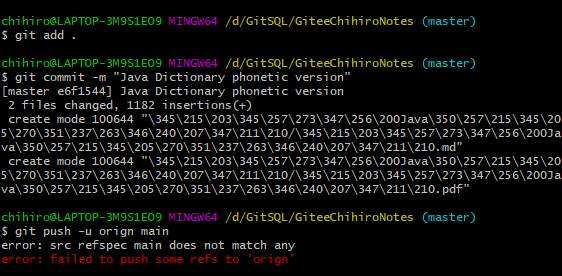 chihiro@LAPTOP-3M9S1EO9 MINGW64 /d/GitSQL/GiteeChihiroNotes (master)
$ git add .
chihiro@LAPTOP-3M9S1EO9 MINGW64 /d/GitSQL/GiteeChihiroNotes (master)
$ git commit -m "Java Dictionary phonetic version"
[master e6f1544] Java Dictionary phonetic version
 2 files changed, 1182 insertions(+)
 create mode 100644 "\345\215\203\345\257\273\347\256\200Java\350\257\215\345\20
5\270\351\237\263\346\240\207\347\211\210/\345\215\203\345\257\273\347\256\200Ja
va\350\257\215\345\205\270\351\237\263\346\240\207\347\211\210.md"
 create mode 100644 "\345\215\203\345\257\273\347\256\200Java\350\257\215\345\20
5\270\351\237\263\346\240\207\347\211\210/\345\215\203\345\257\273\347\256\200Ja
va\350\257\215\345\205\270\351\237\263\346\240\207\347\211\210.pdf"
chihiro@LAPTOP-3M9S1EO9 MINGW64 /d/GitSQL/GiteeChihiroNotes (master)
$ git push -u orign main
error: src refspec main does not match any
error: failed to push some refs to 'orign'